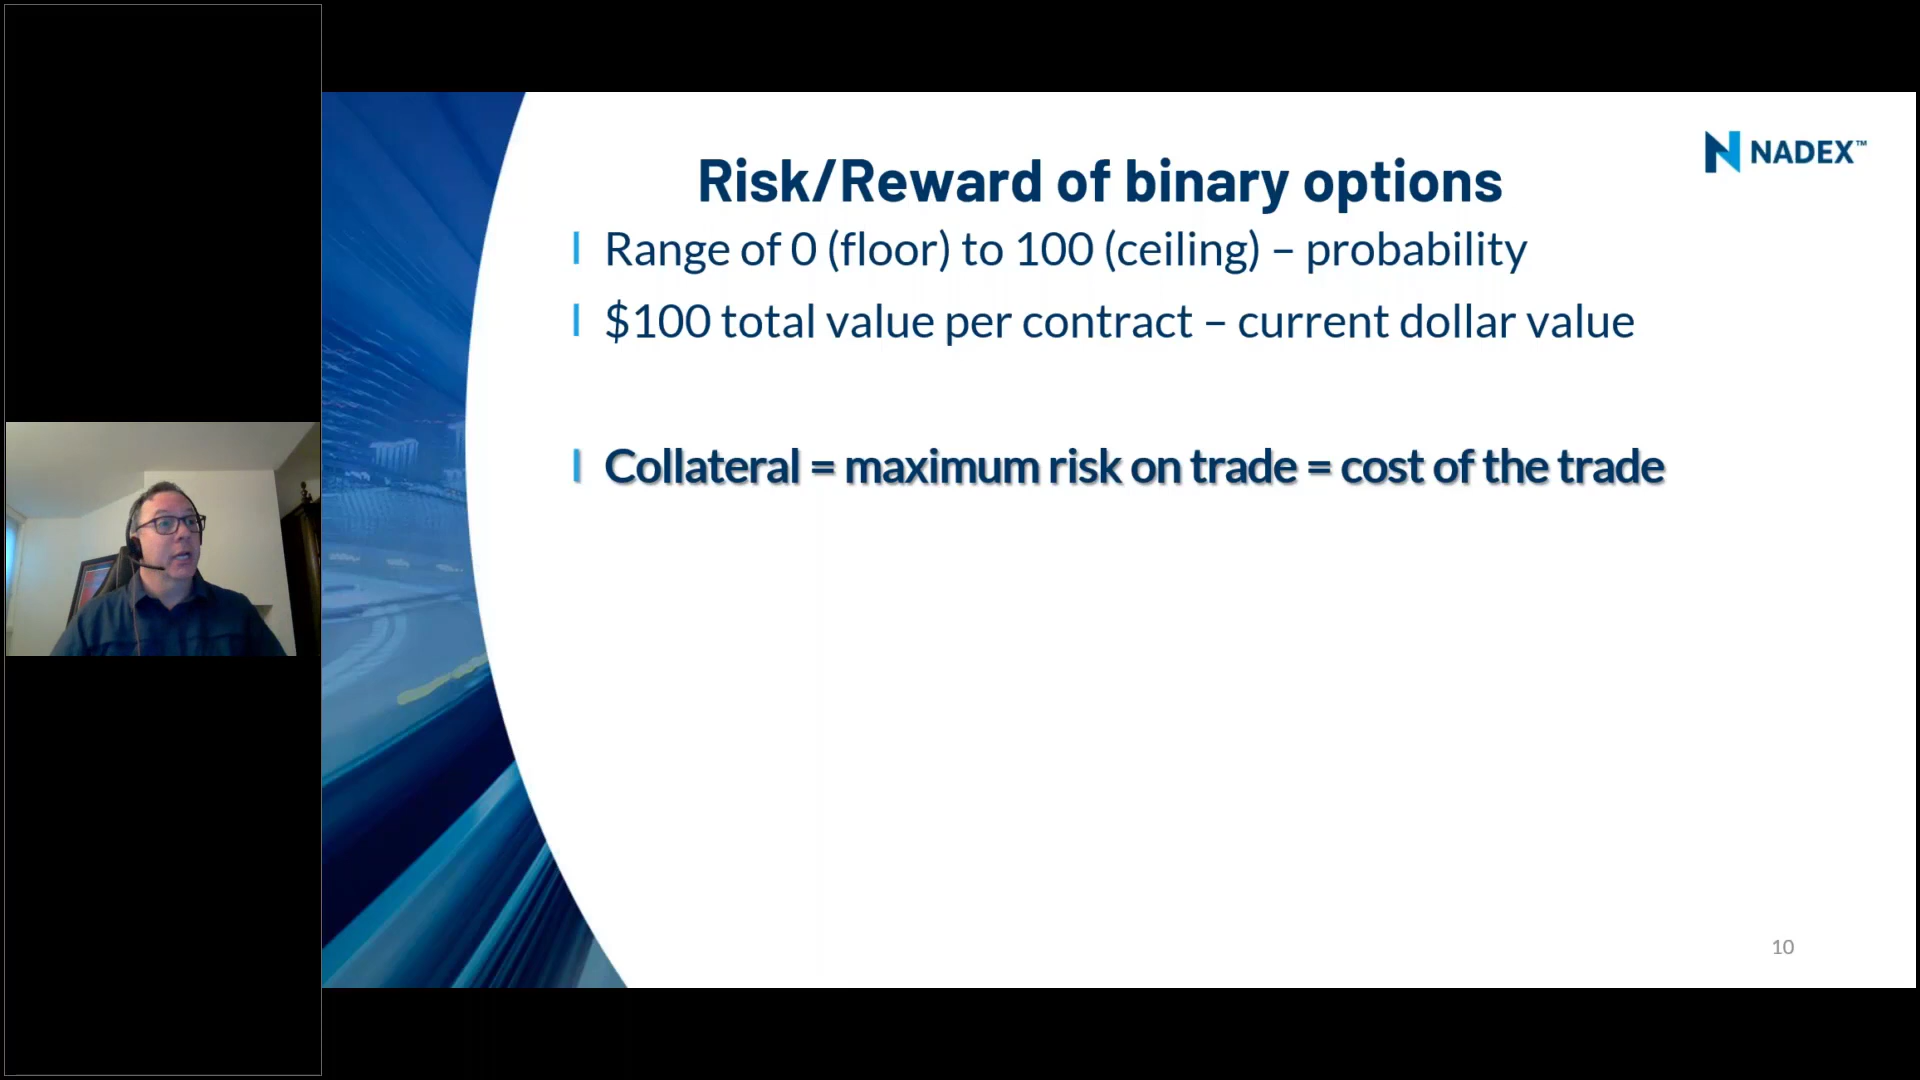 NADEX™
Risk/Reward of binary options
Range of 0 (floor) to 100 (ceiling) – probability
$100 total value per contract – current dollar value
Collateral = maximum risk on trade = cost of the trade
10